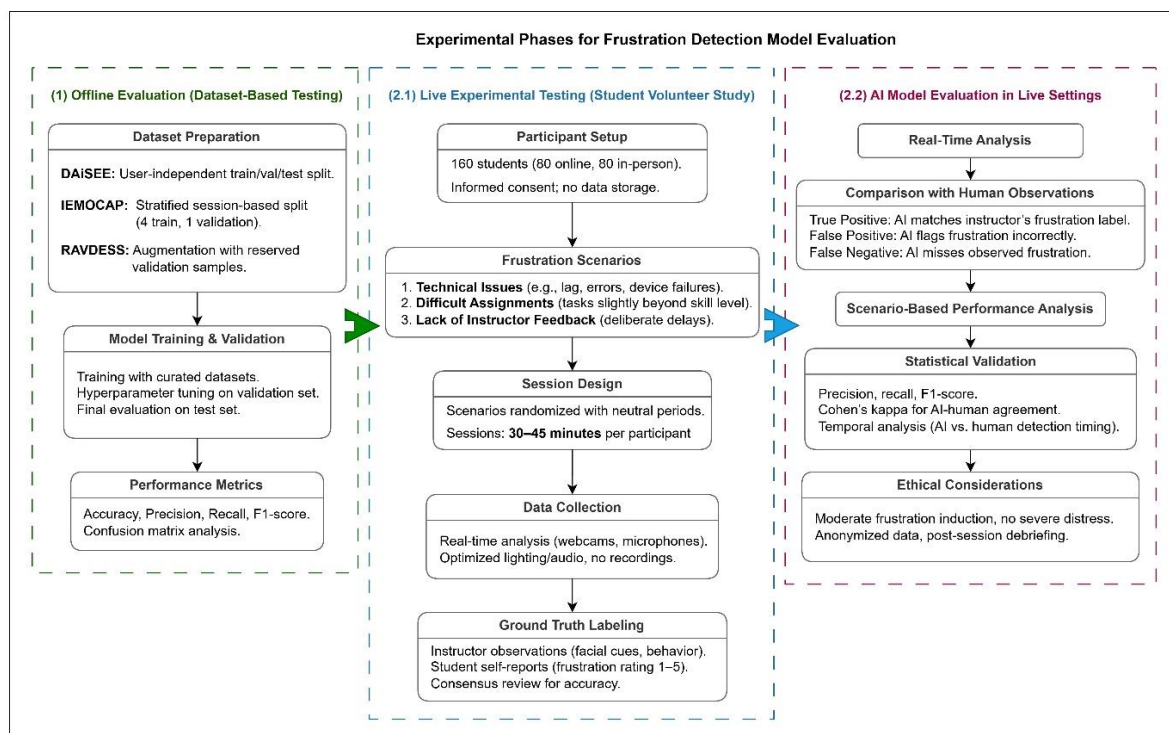 Experimental Phases for Frustration Detection Model Evaluation
(1) Offline Evaluation (Dataset-Based Testing)
Dataset Preparation
DAiSEE: User-independent train/val/test split.
IEMOCAP: Stratified session-based split
(4 train, 1 validation).
RAVDESS: Augmentation with reserved
validation samples.
Model Training & Validation
Training with curated datasets.
Hyperparameter tuning on validation set.
Final evaluation on test set.
Performance Metrics
Accuracy, Precision, Recall, F1-score.
Confusion matrix analysis.
(2.1) Live Experimental Testing (Student Volunteer Study)
Participant Setup
160 students (80 online, 80 in-person).
Informed consent; no data storage.
Frustration Scenarios
1. Technical Issues (e.g., lag, errors, device failures).
2. Difficult Assignments (tasks slightly beyond skill level).
3. Lack of Instructor Feedback (deliberate delays).
Session Design
Scenarios randomized with neutral periods.
Sessions: 30–45 minutes per participant
Data Collection
Real-time analysis (webcams, microphones).
Optimized lighting/audio, no recordings.
Ground Truth Labeling
Instructor observations (facial cues, behavior).
Student self-reports (frustration rating 1–5).
Consensus review for accuracy.
(2.2) AI Model Evaluation in Live Settings
Real-Time Analysis
Comparison with Human Observations
True Positive: AI matches instructor's frustration label.
False Positive: AI flags frustration incorrectly.
False Negative: AI misses observed frustration.
Scenario-Based Performance Analysis
Statistical Validation
Precision, recall, F1-score.
Cohen's kappa for AI-human agreement.
Temporal analysis (AI vs. human detection timing).
Ethical Considerations
Moderate frustration induction, no severe distress.
Anonymized data, post-session debriefing.